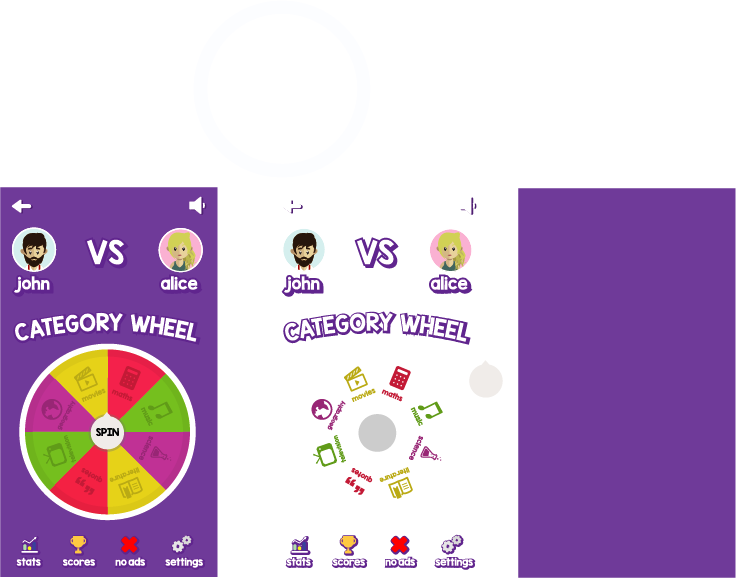 VS
john
alice
CATEGORY WHEEL
movies
maths
geography
music
television
science
quotes
literature
SPIN
stats
scores
no ads
settings
VS
john
alice
CATEGORY WHEEL
movies
maths
geography
music
television
science
quotes
literature
stats
scores
no ads
settings